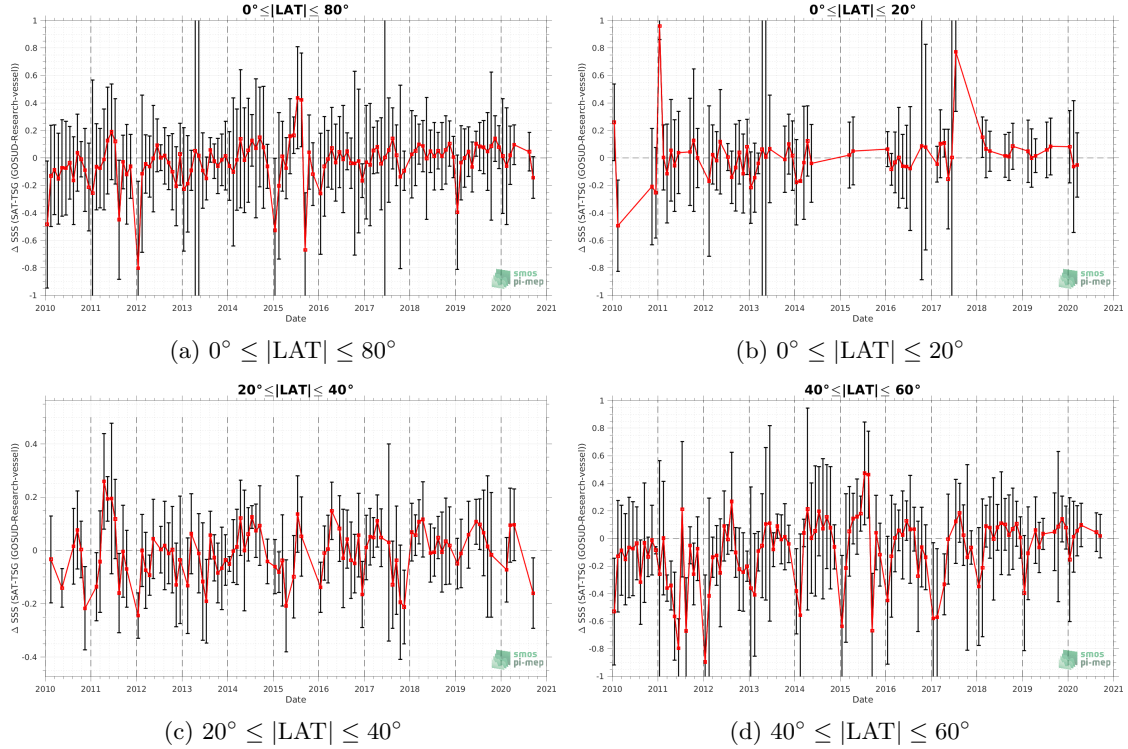 0°≤|LAT|≤ 80°
Δ SSS (SAT-TSG (GOSUD-Research-vessel))
1
0.8
0.6
0.4
0.2
0
-0.2
-0.4
-0.6
-0.8
-1
2010 2011 2012 2013 2014 2015 2016 2017 2018 2019 2020 2021
Date
smos
pi-mep
(a) 0° ≤ |LAT| ≤ 80°
0°≤|LAT|≤ 20°
Δ SSS (SAT-TSG (GOSUD-Research-vessel))
1
0.8
0.6
0.4
0.2
0
-0.2
-0.4
-0.6
-0.8
-1
2010 2011 2012 2013 2014 2015 2016 2017 2018 2019 2020 2021
Date
smos
pi-mep
(b) 0° ≤ |LAT| ≤ 20°
20°≤|LAT|≤ 40°
Δ SSS (SAT-TSG (GOSUD-Research-vessel))
0.4
0.2
0
-0.2
-0.4
2010 2011 2012 2013 2014 2015 2016 2017 2018 2019 2020 2021
Date
smos
pi-mep
(c) 20° ≤ |LAT| ≤ 40°
40°≤|LAT|≤ 60°
Δ SSS (SAT-TSG (GOSUD-Research-vessel))
1
0.8
0.6
0.4
0.2
0
-0.2
-0.4
-0.6
-0.8
-1
2010 2011 2012 2013 2014 2015 2016 2017 2018 2019 2020 2021
Date
smos
pi-mep
(d) 40° ≤ |LAT| ≤ 60°